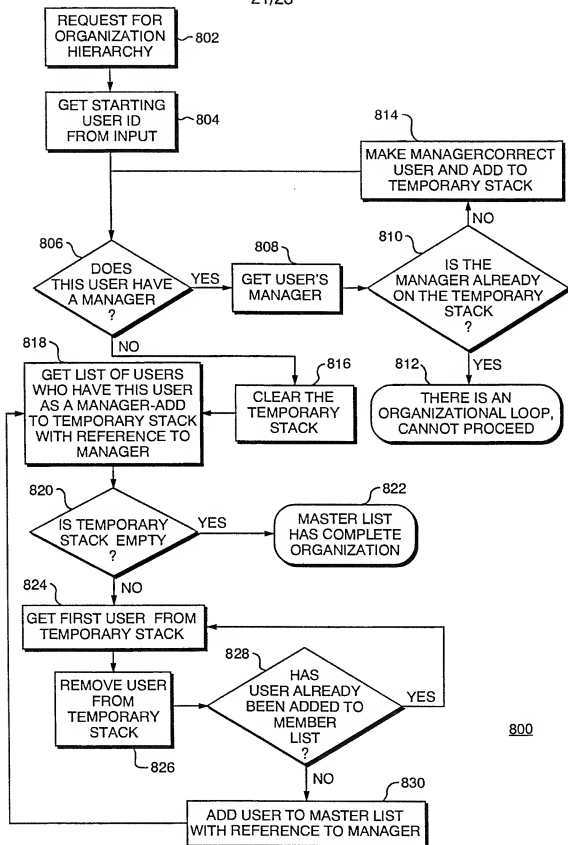 21/23
REQUEST FOR
ORGANIZATION
HIERARCHY
802
GET STARTING
USER ID
FROM INPUT
804
814
MAKE MANAGERCORRECT
USER AND ADD TO
TEMPORARY STACK
NO
806
DOES
THIS USER HAVE
A MANAGER
?
YES
808
GET USER'S
MANAGER
810
IS THE
MANAGER ALREADY
ON THE TEMPORARY
STACK
?
YES
812
THERE IS AN
ORGANIZATIONAL LOOP,
CANNOT PROCEED
NO
816
CLEAR THE
TEMPORARY
STACK
818
GET LIST OF USERS
WHO HAVE THIS USER
AS A MANAGER-ADD
TO TEMPORARY STACK
WITH REFERENCE TO
MANAGER
820
IS TEMPORARY
STACK EMPTY
?
YES
822
MASTER LIST
HAS COMPLETE
ORGANIZATION
NO
824
GET FIRST USER FROM
TEMPORARY STACK
REMOVE USER
FROM
TEMPORARY
STACK
826
828
HAS
USER ALREADY
BEEN ADDED TO
MEMBER
LIST
?
YES
800
NO
830
ADD USER TO MASTER LIST
WITH REFERENCE TO MANAGER